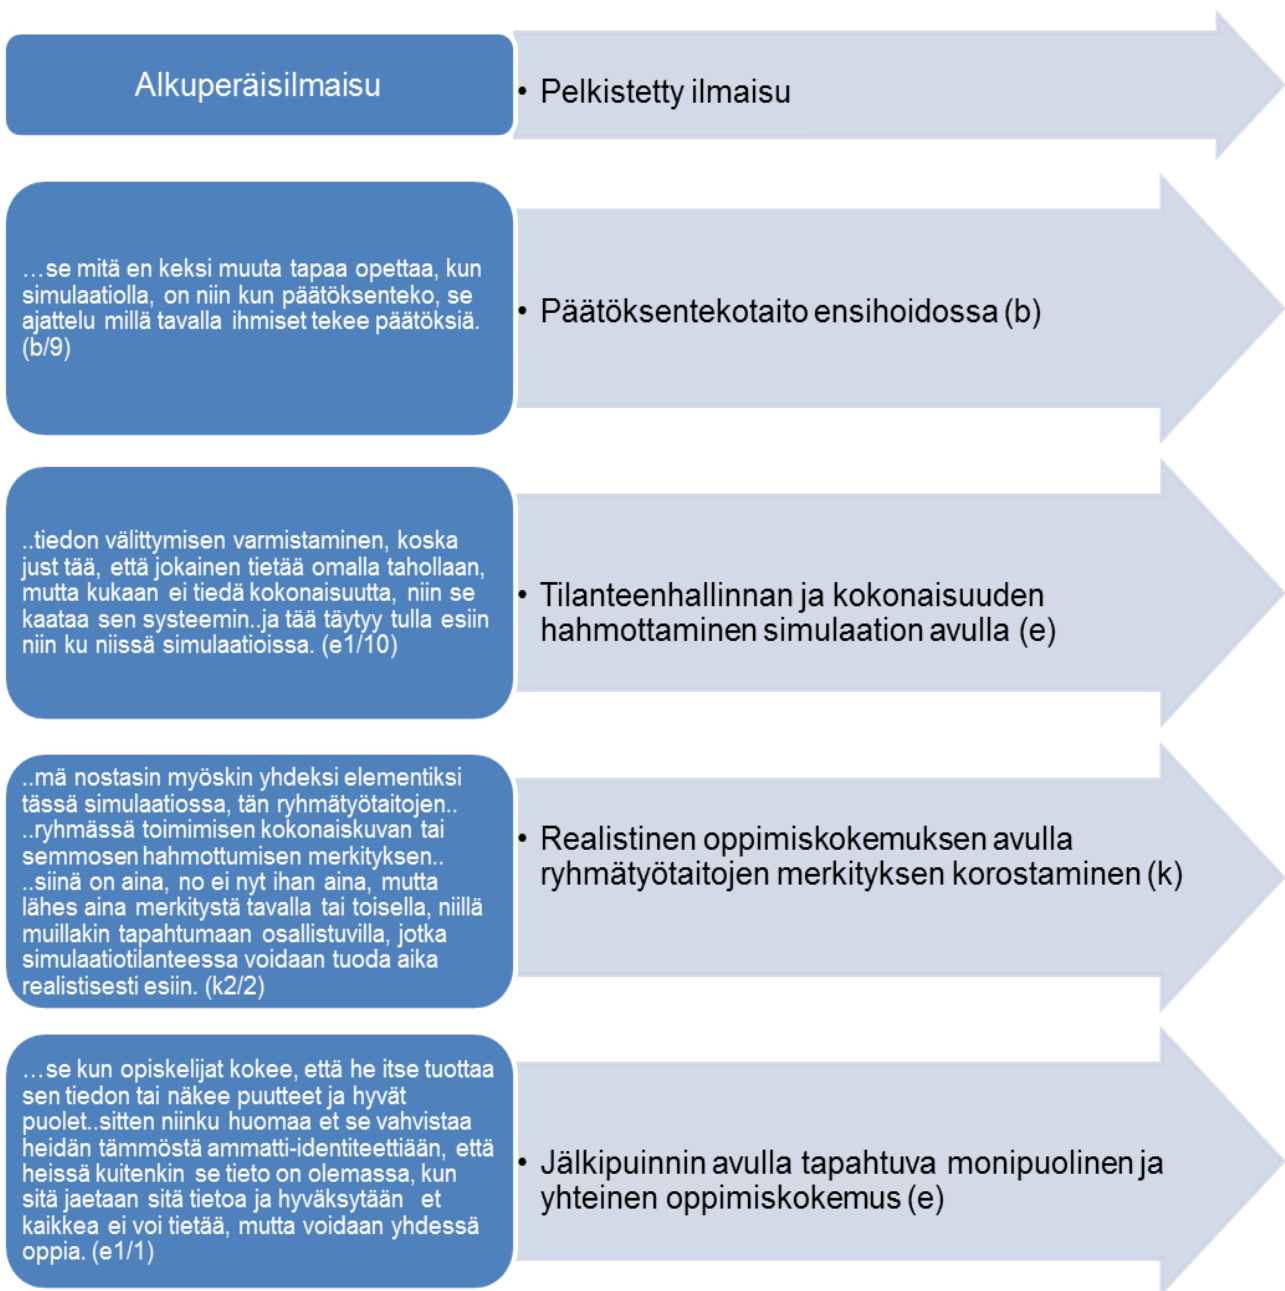 Alkuperäisilmaisu
• Pelkistetty ilmaisu
…se mitä en keksi muuta tapaa opettaa, kun
simulaatiolla, on niin kun päätöksenteko, se
ajattelu millä tavalla ihmiset tekee päätöksiä.
(b/9)
• Päätöksentekotaito ensihoidossa (b)
..tiedon välittymisen varmistaminen, koska
just tää, että jokainen tietää omalla tahollaan,
mutta kukaan ei tiedä kokonaisuutta, niin se
kaataa sen systeemin..ja tää täytyy tulla esiin
niin ku niissä simulaatioissa. (e1/10)
• Tilanteenhallinnan ja kokonaisuuden
hahmottaminen simulaation avulla (e)
..mä nostasin myöskin yhdeksi elementiksi
tässä simulaatiossa, tän ryhmätyötaitojen..
..ryhmässä toimimisen kokonaiskuvan tai
semmosen hahmottumisen merkityksen..
..siinä on aina, no ei nyt ihan aina, mutta
lähes aina merkitystä tavalla tai toisella, niillä
muillakin tapahtumaan osallistuvilla, jotka
simulaatiotilanteessa voidaan tuoda aika
realistisesti esiin. (k2/2)
• Realistinen oppimiskokemuksen avulla
ryhmätyötaitojen merkityksen korostaminen (k)
…se kun opiskelijat kokee, että he itse tuottaa
sen tiedon tai näkee puutteet ja hyvät
puolet..sitten niinku huomaa et se vahvistaa
heidän tämmöstä ammatti-identiteettiään, että
heissä kuitenkin se tieto on olemassa, kun
sitä jaetaan sitä tietoa ja hyväksytään et
kaikkea ei voi tietää, mutta voidaan yhdessä
oppia. (e1/1)
• Jälkipuinnin avulla tapahtuva monipuolinen ja
yhteinen oppimiskokemus (e)